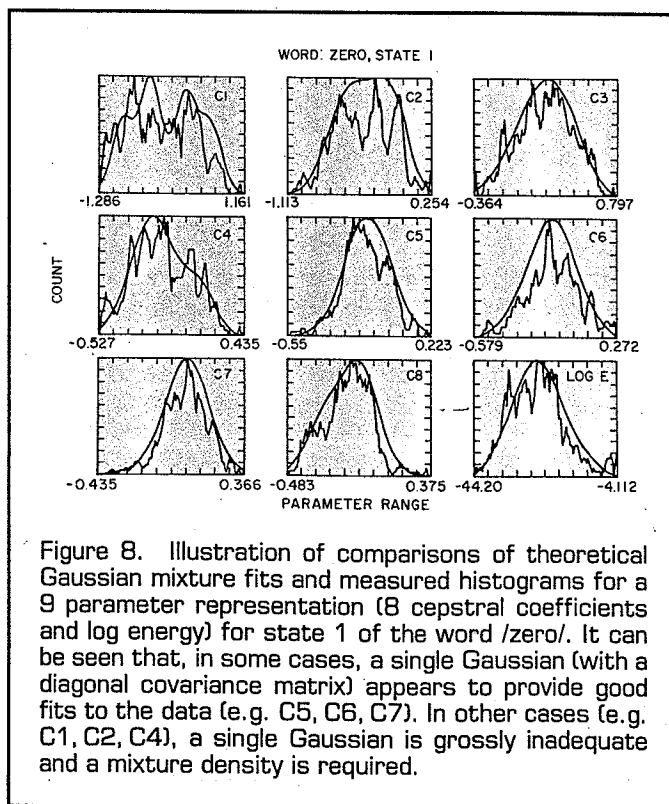 WORD: ZERO, STATE 1
C1 C2 C3
-1.286 1.161 -1.113 0.254 -0.364 0.797
C4 C5 C6
COUNT
-0.527 0.435 -0.55 0.223 -0.579 0.272
C7 C8 LOG E
-0.435 0.366 -0.483 0.375 -44.20 -4.112
PARAMETER RANGE
Figure 8. Illustration of comparisons of theoretical
Gaussian mixture fits and measured histograms for a
9 parameter representation (8 cepstral coefficients
and log energy) for state 1 of the word /zero/. It can
be seen that, in some cases, a single Gaussian (with a
diagonal covariance matrix) appears to provide good
fits to the data (e.g. C5, C6, C7). In other cases (e.g.
C1, C2, C4), a single Gaussian is grossly inadequate
and a mixture density is required.